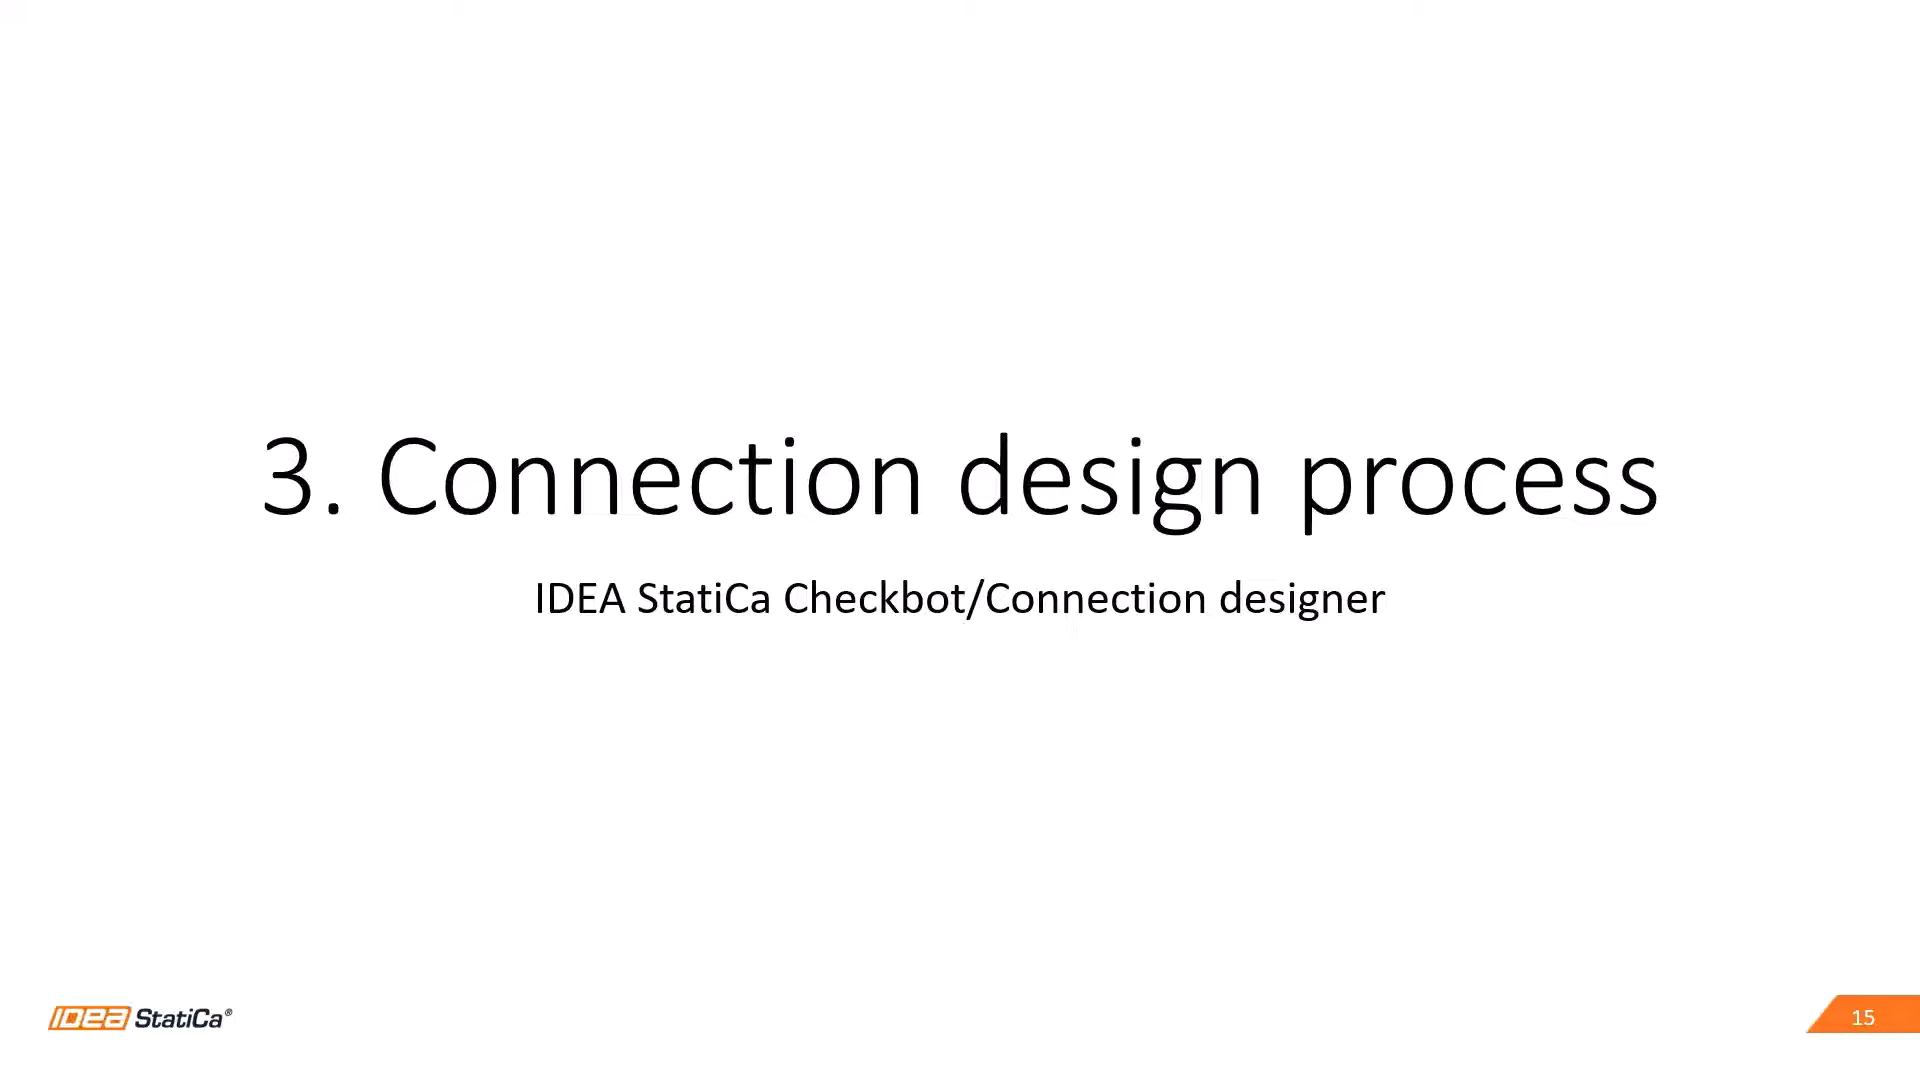 3. Connection design process
IDEA StatiCa Checkbot/Connection designer
IDEA StatiCa®
15